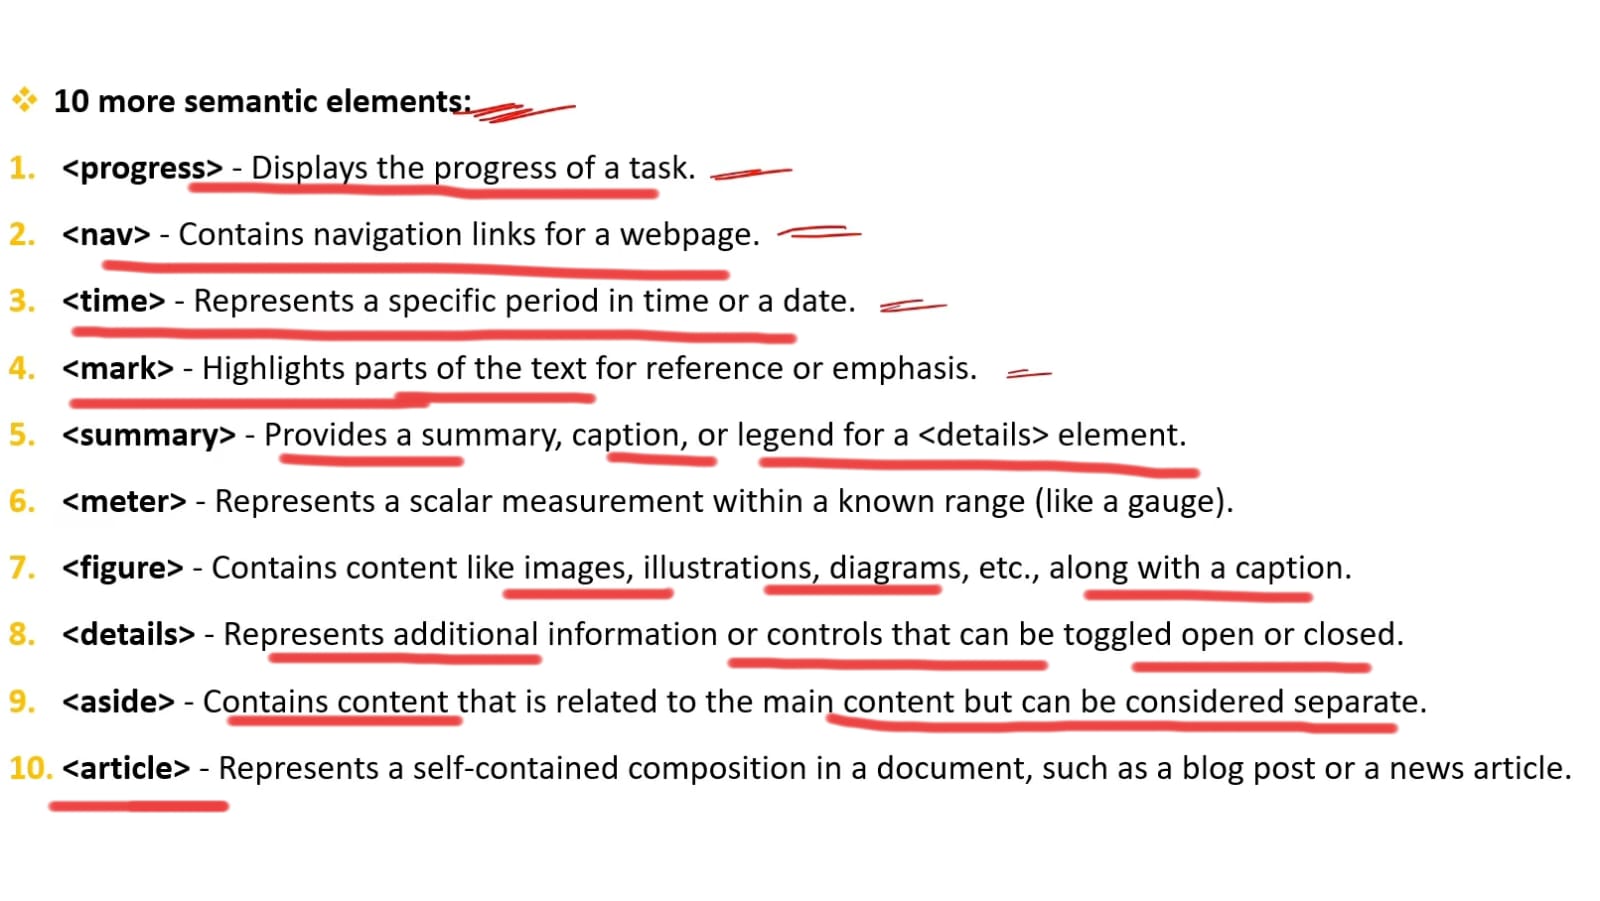 ❖ 10 more semantic elements:
1. <progress> - Displays the progress of a task.
2. <nav> - Contains navigation links for a webpage.
3. <time> - Represents a specific period in time or a date.
4. <mark> - Highlights parts of the text for reference or emphasis.
5. <summary> - Provides a summary, caption, or legend for a <details> element.
6. <meter> - Represents a scalar measurement within a known range (like a gauge).
7. <figure> - Contains content like images, illustrations, diagrams, etc., along with a caption.
8. <details> - Represents additional information or controls that can be toggled open or closed.
9. <aside> - Contains content that is related to the main content but can be considered separate.
10. <article> - Represents a self-contained composition in a document, such as a blog post or a news article.